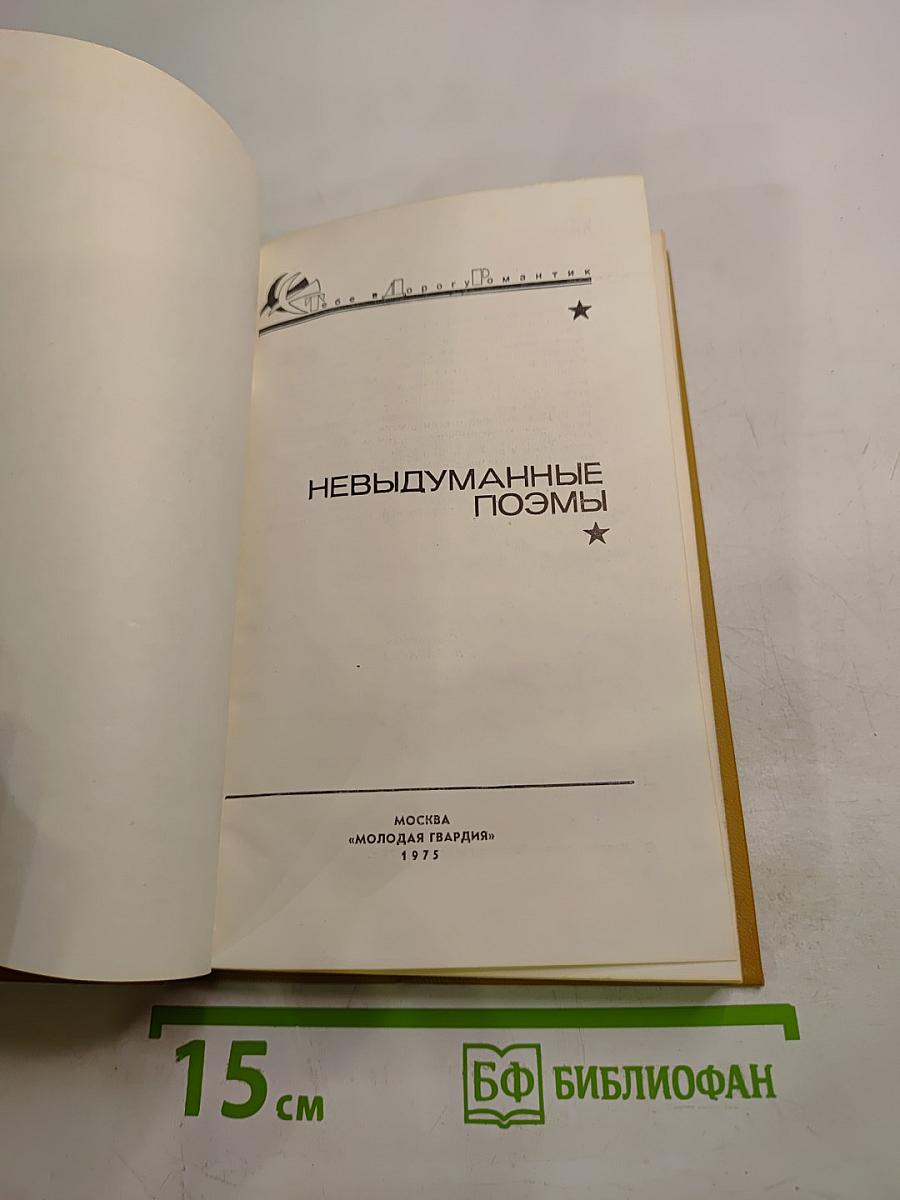 Тебе в Дорогу Романтик
НЕВЫДУМАННЫЕ
ПОЭМЫ
МОСКВА
«МОЛОДАЯ ГВАРДИЯ»
1975
15 см
БФ БИБЛИОФАН